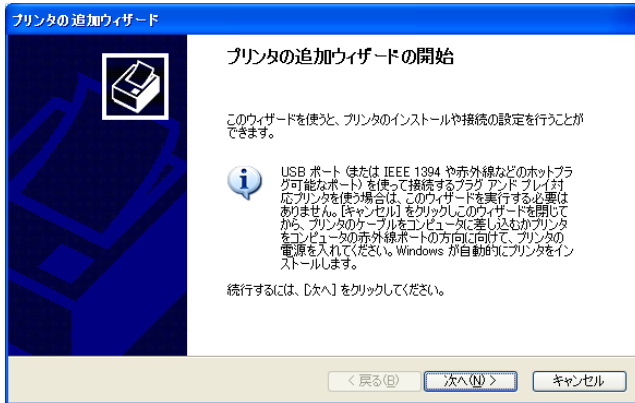 プリンタの追加ウィザード
プリンタの追加ウィザードの開始
このウィザードを使うと、プリンタのインストールや接続の設定を行うことが
できます。
USB ポート (または IEEE 1394 や赤外線などのホットプラ
グ可能なポート) を使って接続するプラグ アンド プレイ対
応プリンタを使う場合は、このウィザードを実行する必要は
ありません。[キャンセル] をクリックしこのウィザードを閉じて
から、プリンタのケーブルをコンピュータに差し込むかプリンタ
をコンピュータの赤外線ポートの方向に向けて、プリンタの
電源を入れてください。Windows が自動的にプリンタをイン
ストールします。
続行するには、[次へ] をクリックしてください。
< 戻る(B)
次へ(N) >
キャンセル